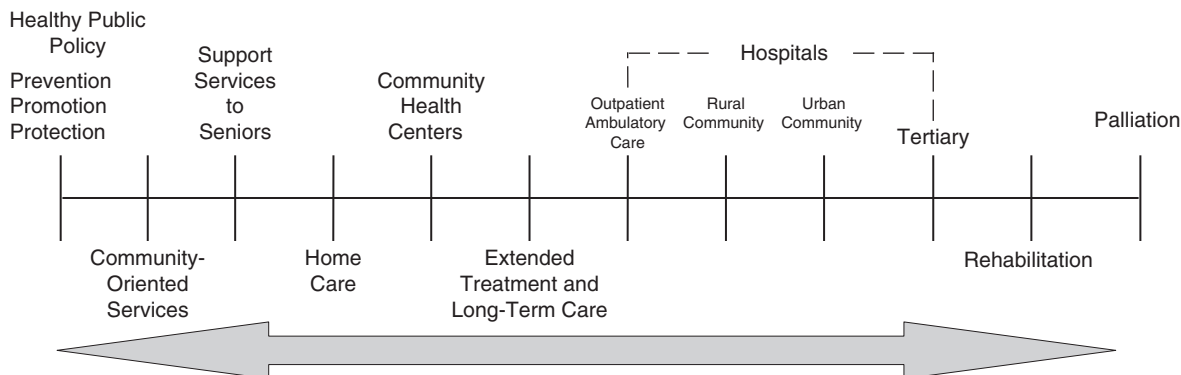 Healthy Public
Policy
Prevention
Promotion
Protection
Support
Services
to
Seniors
Community
Health
Centers
Hospitals
Outpatient
Ambulatory
Care
Rural
Community
Urban
Community
Tertiary
Palliation
Community-
Oriented
Services
Home
Care
Extended
Treatment and
Long-Term Care
Rehabilitation